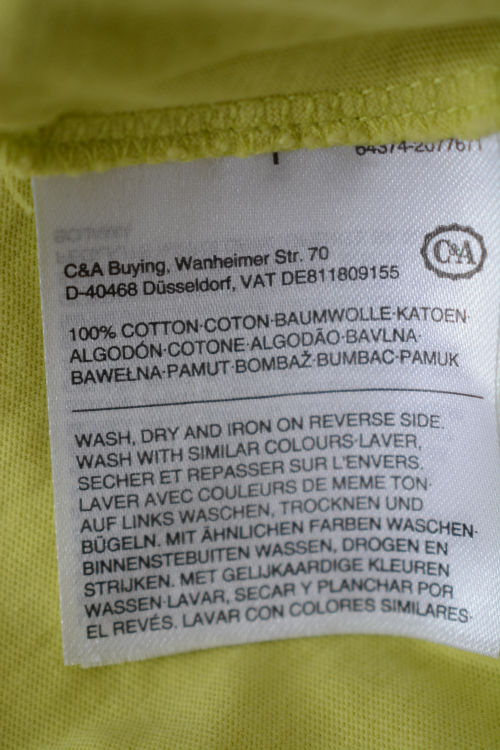 C&A
C&A Buying, Wanheimer Str. 70
D-40468 Düsseldorf, VAT DE811809155
100% COTTON·COTON·BAUMWOLLE·KATOEN·
ALGODÓN·COTONE·ALGODÃO·BAVLNA·
BAWEŁNA·PAMUT·BOMBAŽ·BUMBAC·PAMUK
WASH, DRY AND IRON ON REVERSE SIDE.
WASH WITH SIMILAR COLOURS·LAVER,
SECHER ET REPASSER SUR L'ENVERS.
LAVER AVEC COULEURS DE MEME TON·
AUF LINKS WASCHEN, TROCKNEN UND
BÜGELN. MIT ÄHNLICHEN FARBEN WASCHEN·
BINNENSTEBUITEN WASSEN, DROGEN EN
STRIJKEN. MET GELIJKAARDIGE KLEUREN
WASSEN·LAVAR, SECAR Y PLANCHAR POR
EL REVÉS. LAVAR CON COLORES SIMILARES·